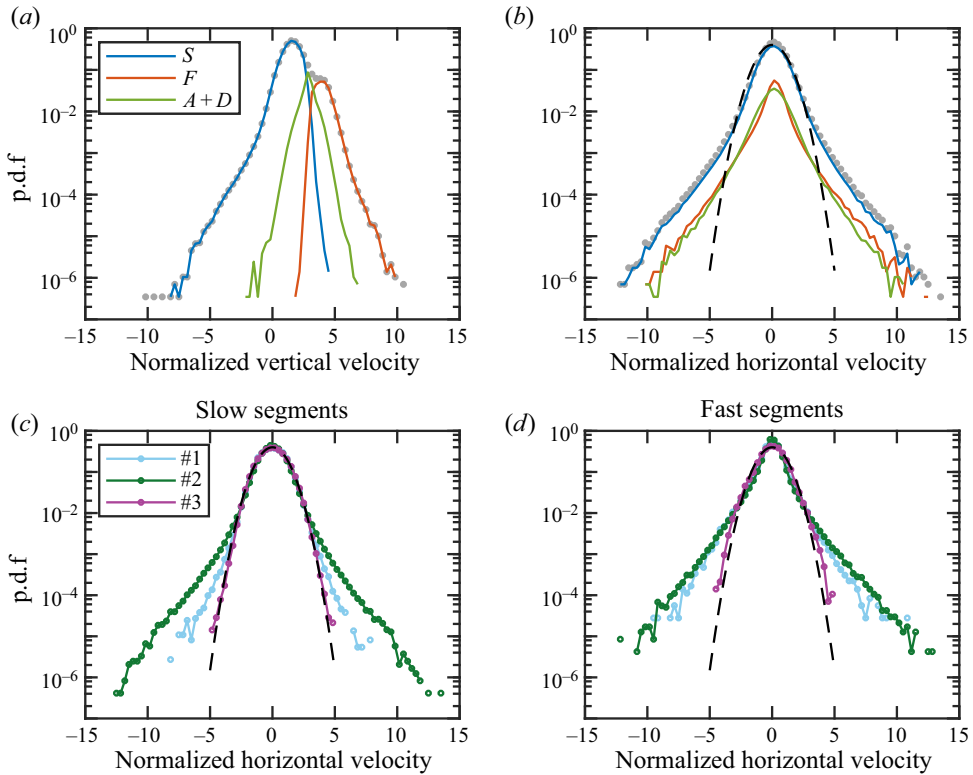 (a)
10^0
10^-2
10^-4
10^-6
p.d.f
S
F
A + D
−15 −10 −5 0 5 10 15
Normalized vertical velocity
(b)
10^0
10^-2
10^-4
10^-6
−15 −10 −5 0 5 10 15
Normalized horizontal velocity
(c)
Slow segments
10^0
10^-2
10^-4
10^-6
p.d.f
#1
#2
#3
−15 −10 −5 0 5 10 15
Normalized horizontal velocity
(d)
Fast segments
10^0
10^-2
10^-4
10^-6
−15 −10 −5 0 5 10 15
Normalized horizontal velocity